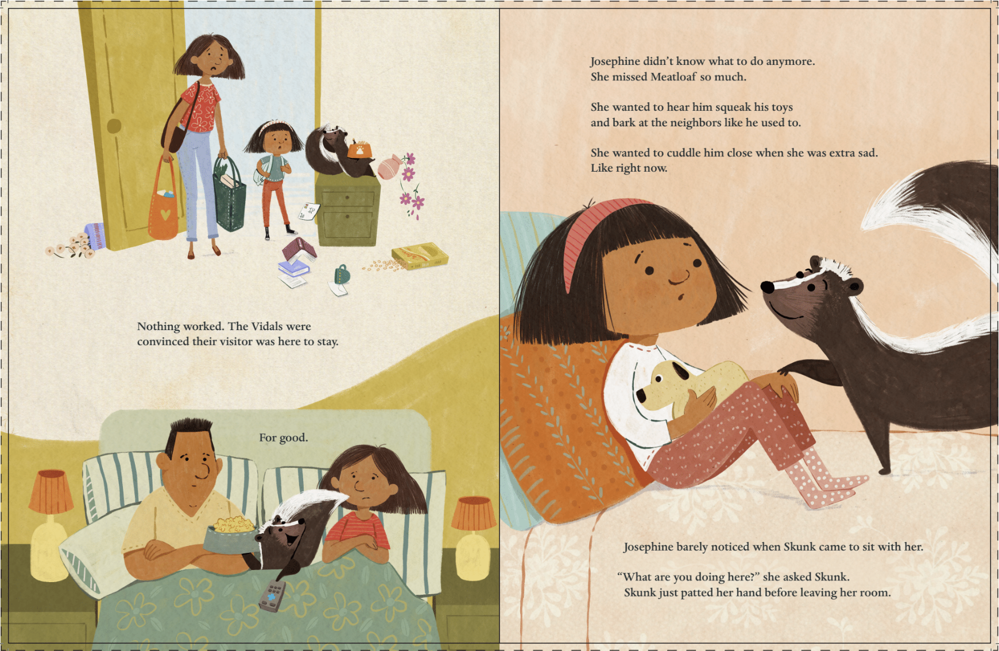 Nothing worked. The Vidals were
convinced their visitor was here to stay.
For good.
Josephine didn’t know what to do anymore.
She missed Meatloaf so much.
She wanted to hear him squeak his toys
and bark at the neighbors like he used to.
She wanted to cuddle him close when she was extra sad.
Like right now.
Josephine barely noticed when Skunk came to sit with her.
“What are you doing here?” she asked Skunk.
Skunk just patted her hand before leaving her room.